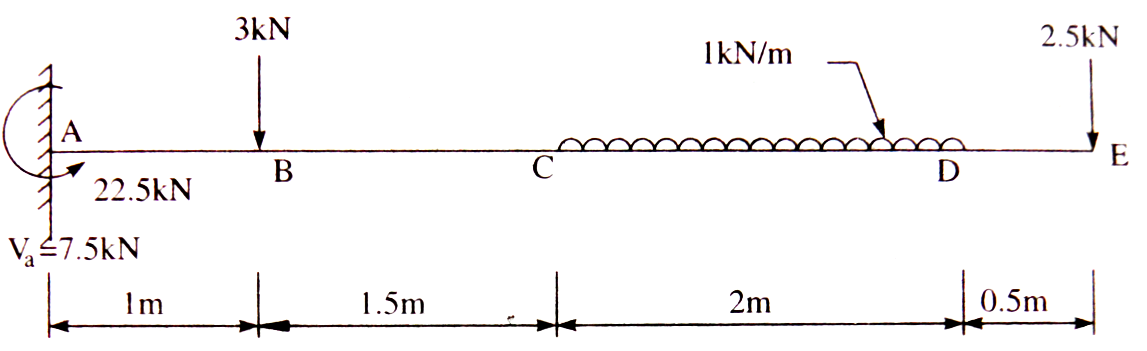 3kN
2.5kN
1kN/m
A
B
C
D
E
22.5kN
Va=7.5kN
1m
1.5m
2m
0.5m